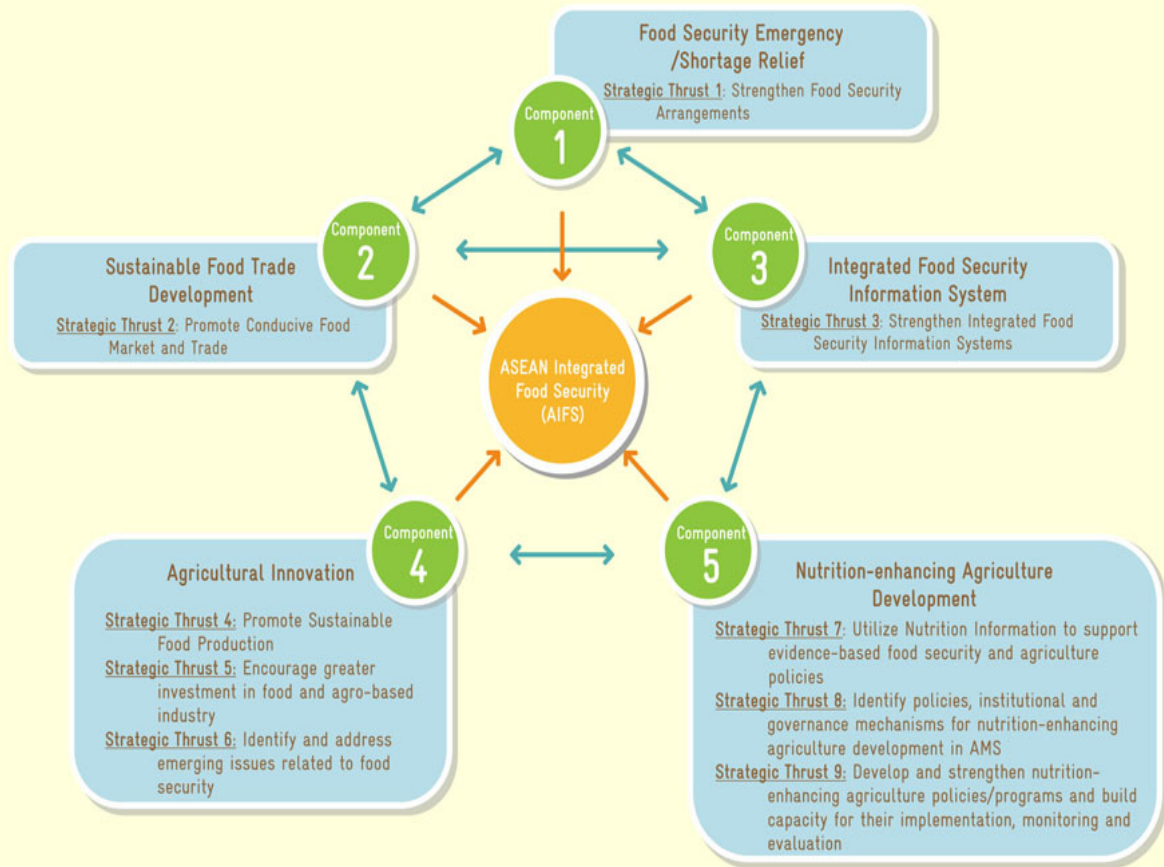 Food Security Emergency
/Shortage Relief
Strategic Thrust 1: Strengthen Food Security
Arrangements
Component
1
Component
2
Sustainable Food Trade
Development
Strategic Thrust 2: Promote Conducive Food
Market and Trade
Component
3
Integrated Food Security
Information System
Strategic Thrust 3: Strengthen Integrated Food
Security Information Systems
ASEAN Integrated
Food Security
(AIFS)
Component
4
Agricultural Innovation
Strategic Thrust 4: Promote Sustainable
Food Production
Strategic Thrust 5: Encourage greater
investment in food and agro-based
industry
Strategic Thrust 6: Identify and address
emerging issues related to food
security
Component
5
Nutrition-enhancing Agriculture
Development
Strategic Thrust 7: Utilize Nutrition Information to support
evidence-based food security and agriculture
policies
Strategic Thrust 8: Identify policies, institutional and
governance mechanisms for nutrition-enhancing
agriculture development in AMS
Strategic Thrust 9: Develop and strengthen nutrition-
enhancing agriculture policies/programs and build
capacity for their implementation, monitoring and
evaluation